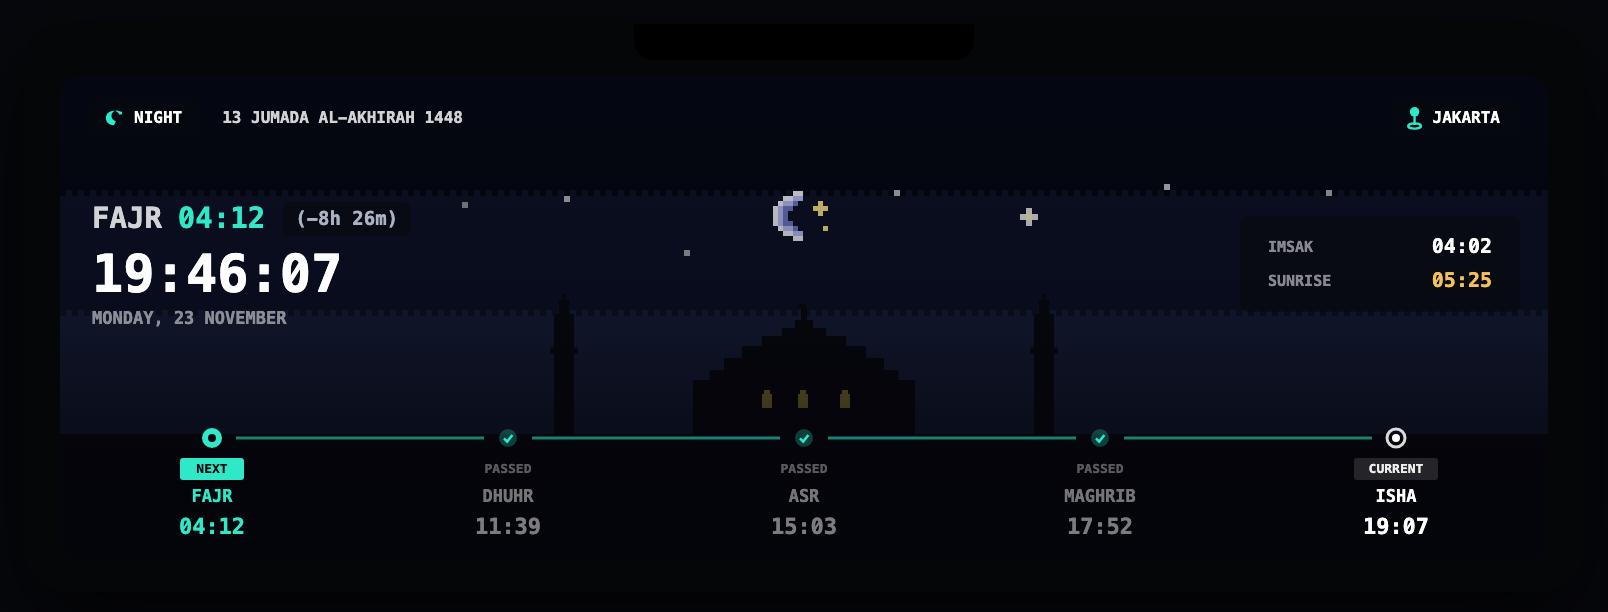 NIGHT 13 JUMADA AL-AKHIRAH 1448 JAKARTA
FAJR 04:12 (-8h 26m)
19:46:07
MONDAY, 23 NOVEMBER
IMSAK 04:02
SUNRISE 05:25
NEXT PASSED PASSED PASSED CURRENT
FAJR DHUHR ASR MAGHRIB ISHA
04:12 11:39 15:03 17:52 19:07